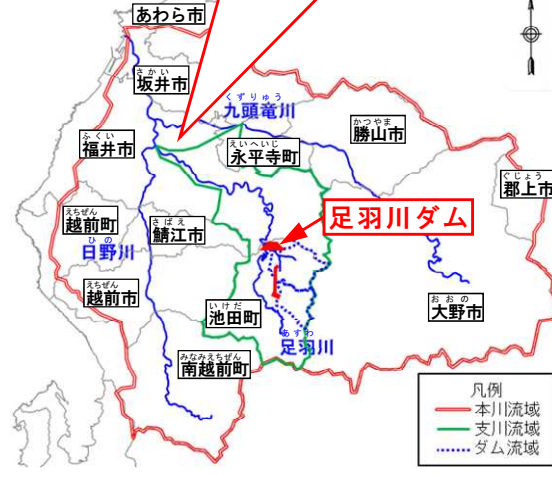 あわら市
さかい
坂井市
くずりゅう
九頭竜川
かつやま
勝山市
ふくい
福井市
えいへいじ
永平寺町
ぐじょう
郡上市
えちぜん
越前町
さばえ
鯖江市
足羽川ダム
ひの
日野川
えちぜん
越前市
いけだ
池田町
おおの
大野市
あすわ
足羽川
みなみえちぜん
南越前町
凡例
本川流域
支川流域
ダム流域